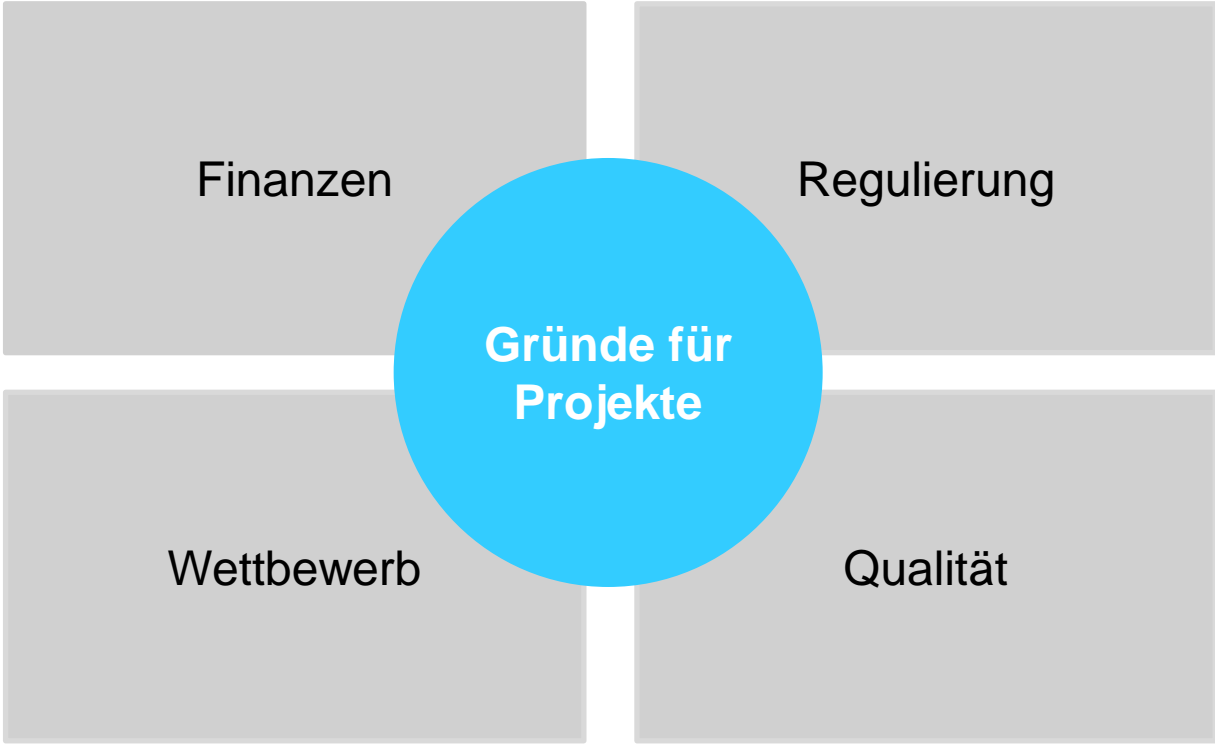 Finanzen
Regulierung
Gründe für
Projekte
Wettbewerb
Qualität